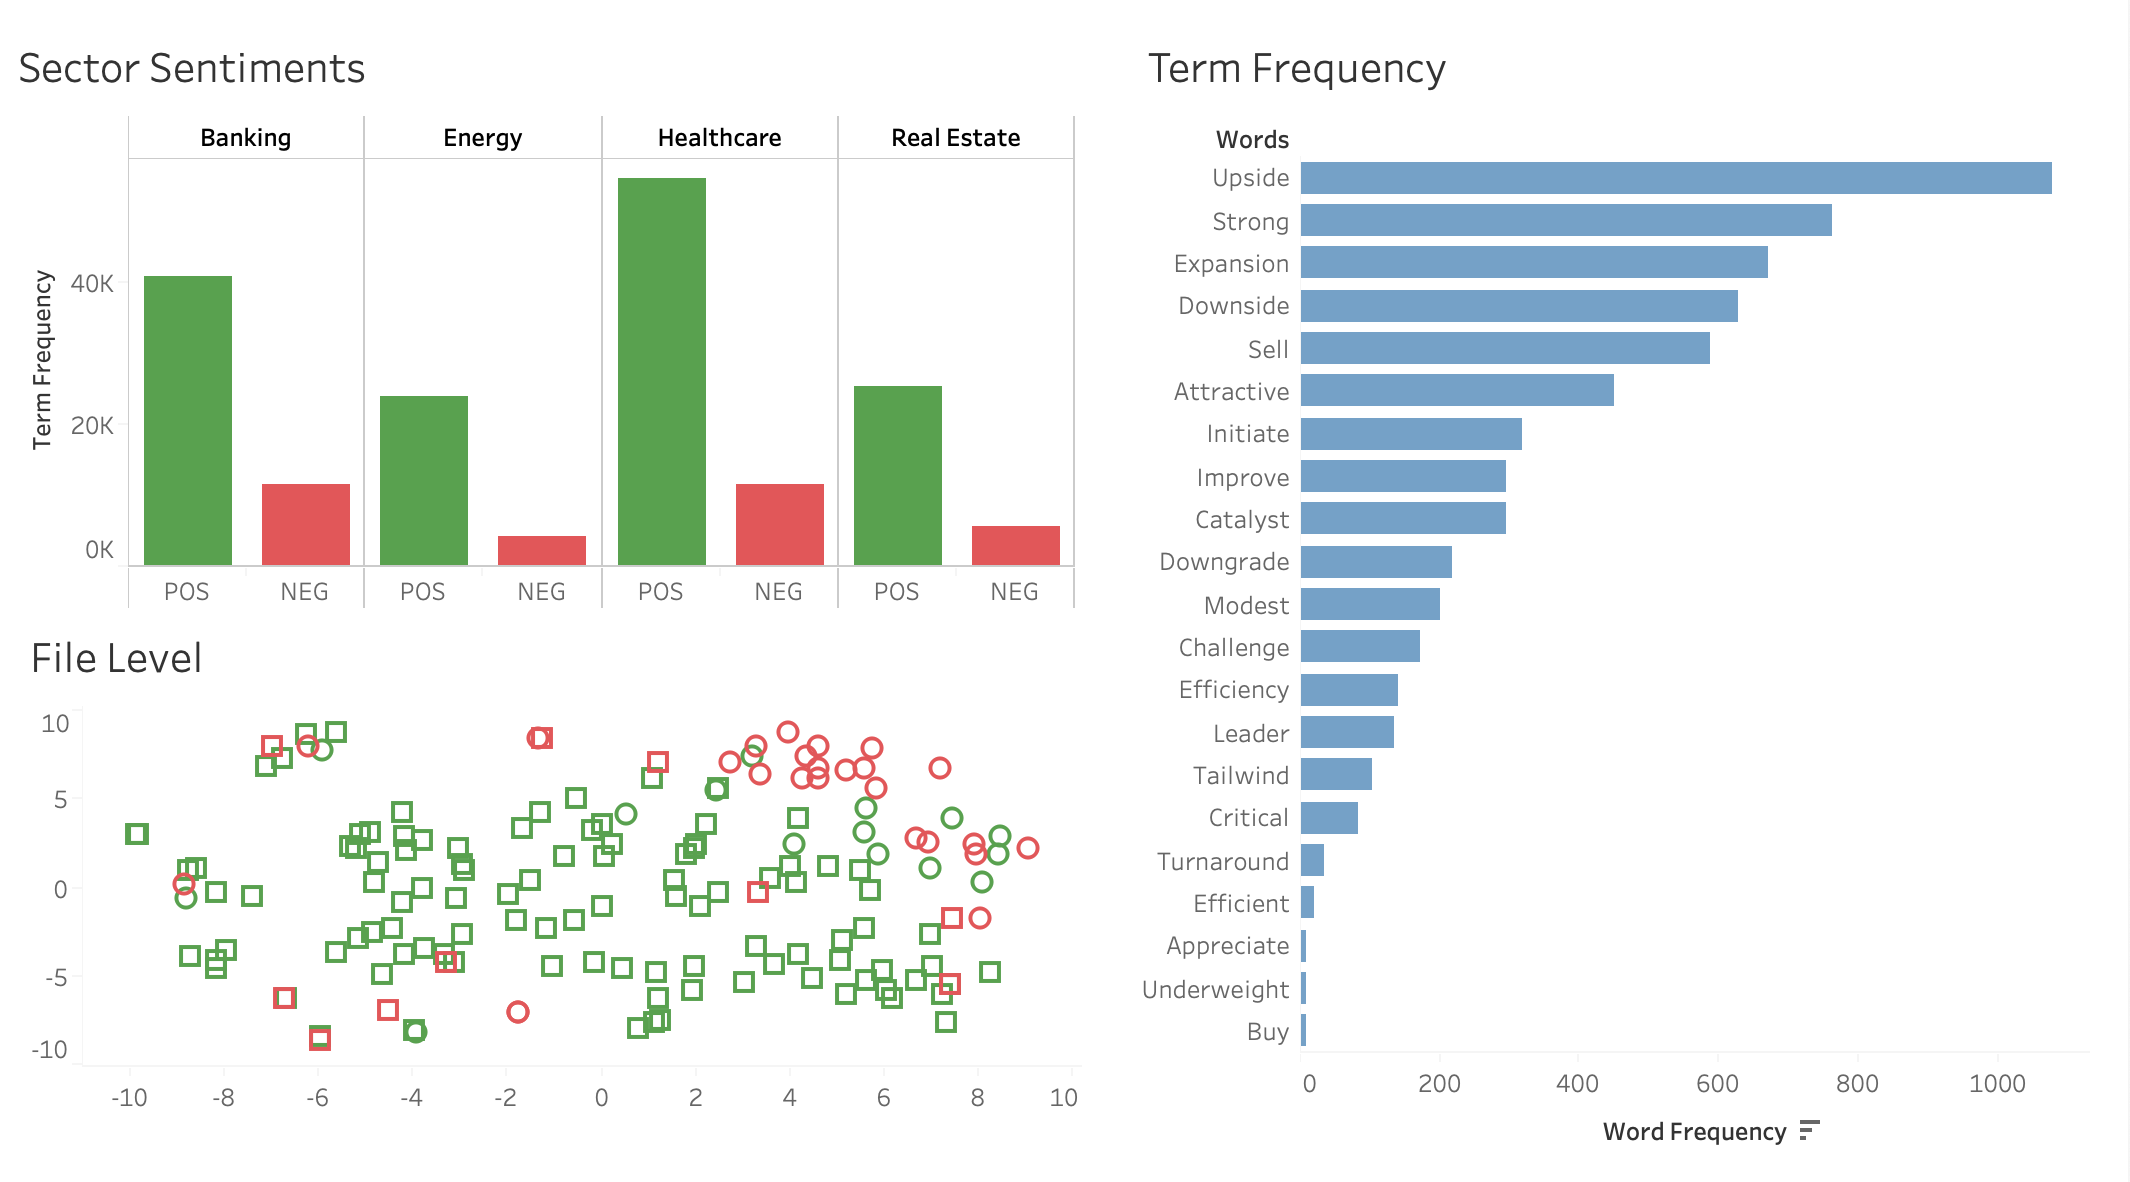 Sector Sentiments
Banking Energy Healthcare Real Estate
Term Frequency
40K
20K
0K
POS NEG POS NEG POS NEG POS NEG
File Level
10
5
0
-5
-10
-10 -8 -6 -4 -2 0 2 4 6 8 10
Term Frequency
Words
Upside
Strong
Expansion
Downside
Sell
Attractive
Initiate
Improve
Catalyst
Downgrade
Modest
Challenge
Efficiency
Leader
Tailwind
Critical
Turnaround
Efficient
Appreciate
Underweight
Buy
0 200 400 600 800 1000
Word Frequency